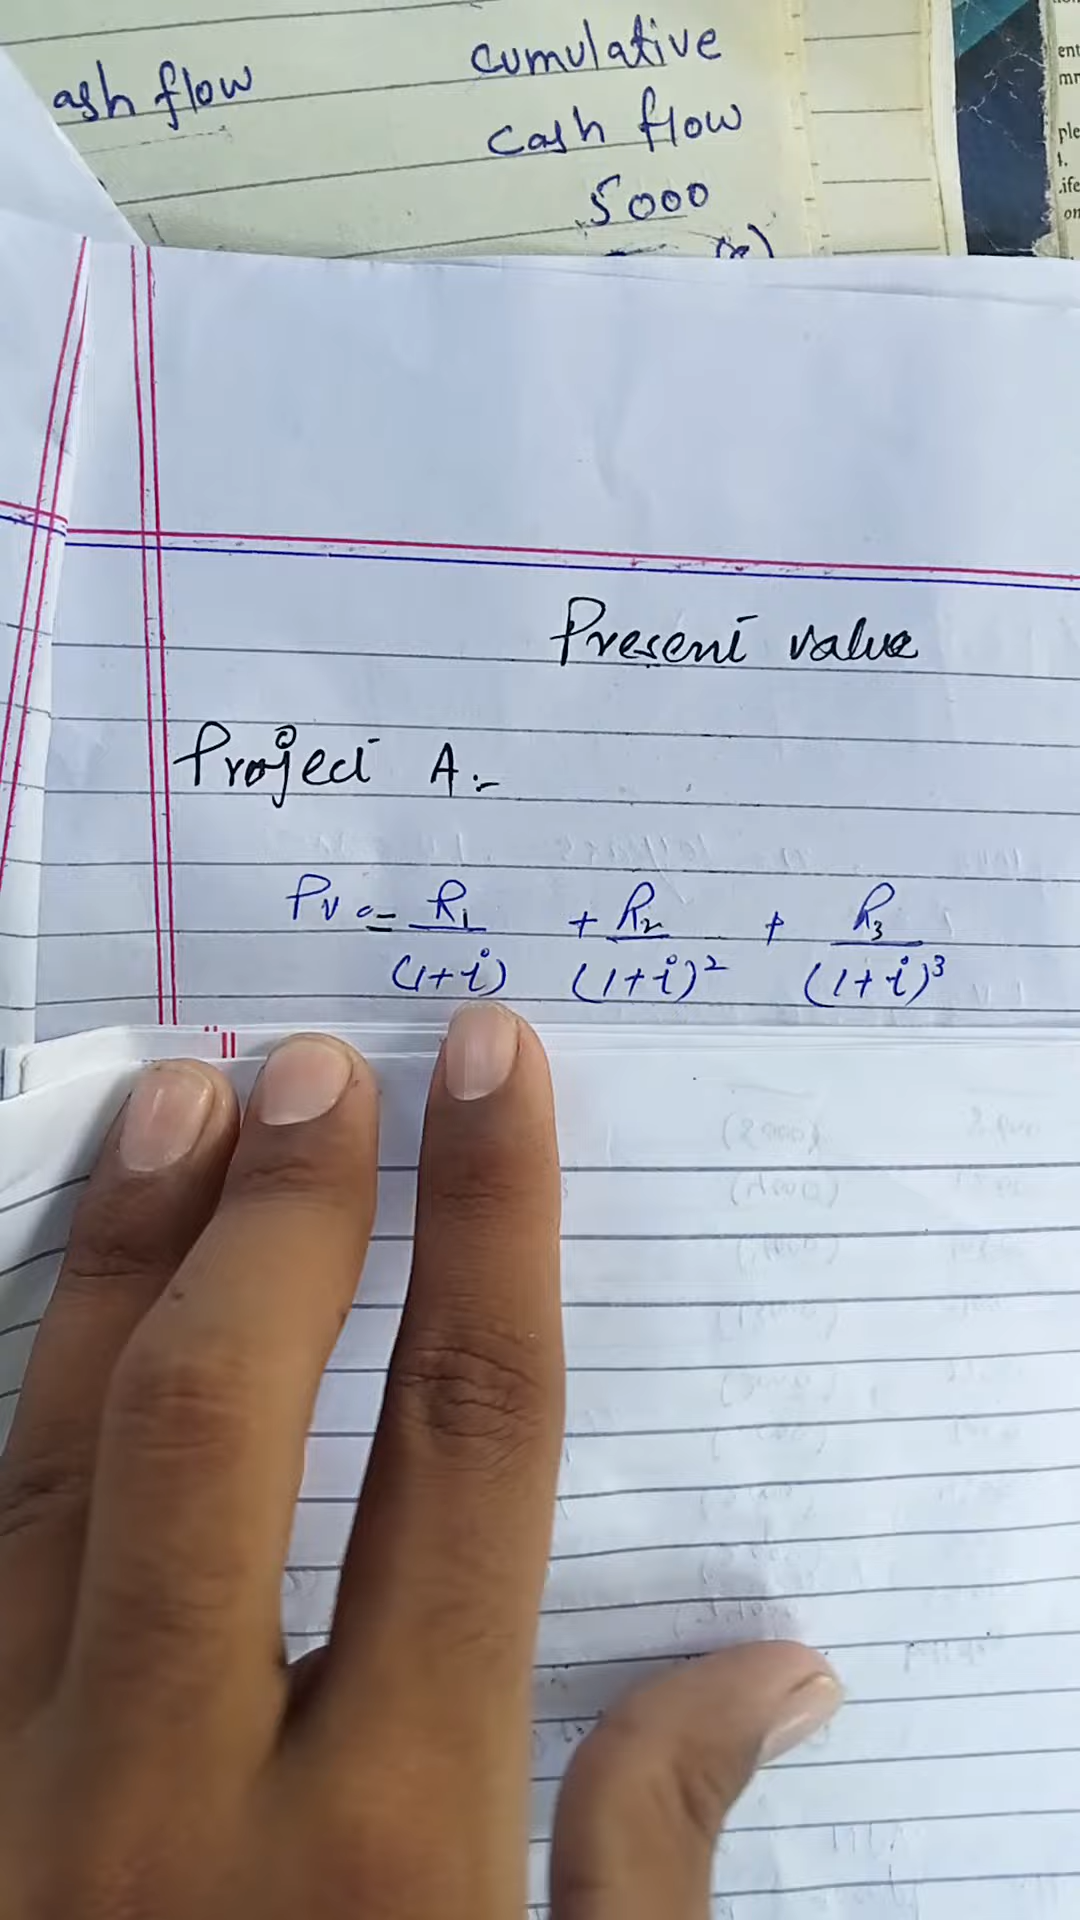 ash flow
cumulative
cash flow
5000
Present value
Project A:-
Pv = R₁/(1+i) + R₂/(1+i)² + R₃/(1+i)³